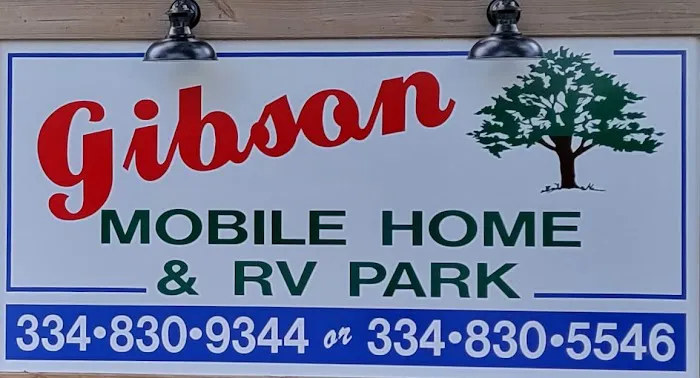 Gibson
MOBILE HOME
& RV PARK
334•830•9344 or 334•830•5546